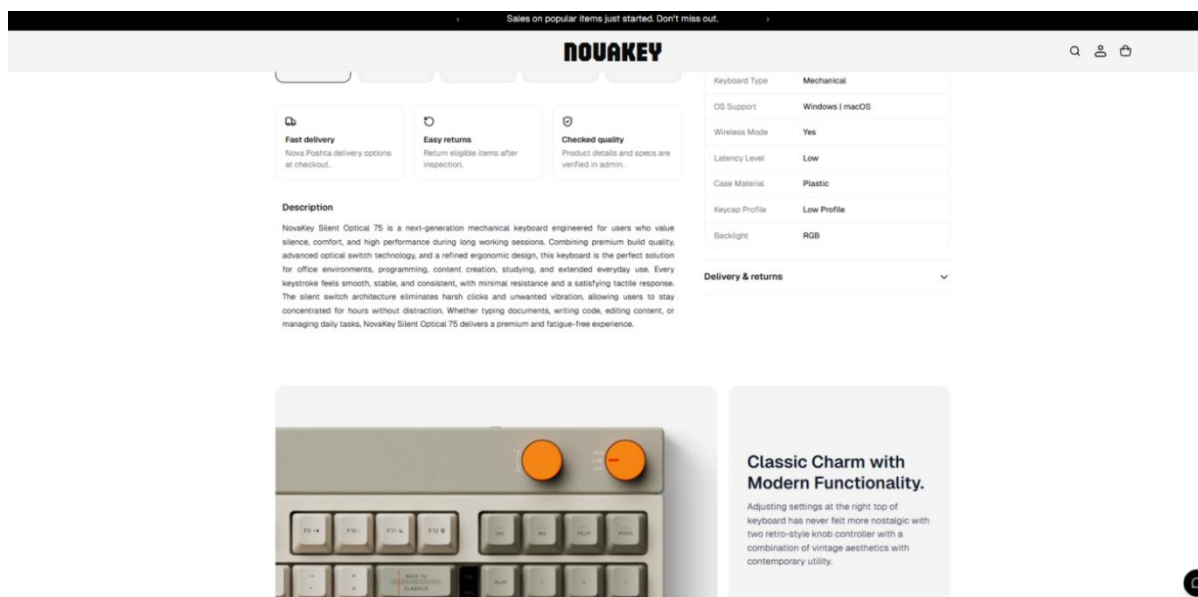 Sales on popular items just started. Don't miss out.
NOVAKEY
Fast delivery
Nova Poshta delivery options
at checkout.
Easy returns
Return eligible items after
inspection.
Checked quality
Product details and specs are
verified in admin.
Description
NovaKey Silent Optical 75 is a next-generation mechanical keyboard engineered for users who value
silence, comfort, and high performance during long working sessions. Combining premium build quality,
advanced optical switch technology, and a refined ergonomic design, this keyboard is the perfect solution
for office environments, programming, content creation, studying, and extended everyday use. Every
keystroke feels smooth, stable, and consistent, with minimal resistance and a satisfying tactile response.
The silent switch architecture eliminates harsh clicks and unwanted vibration, allowing users to stay
concentrated for hours without distraction. Whether typing documents, writing code, editing content, or
managing daily tasks, NovaKey Silent Optical 75 delivers a premium and fatigue-free experience.
Keyboard Type Mechanical
OS Support Windows | macOS
Wireless Mode Yes
Latency Level Low
Case Material Plastic
Keycap Profile Low Profile
Backlight RGB
Delivery & returns
F9 F10 F11 F12 DEL
BACK TO
CLASSICS
Classic Charm with
Modern Functionality.
Adjusting settings at the right top of
keyboard has never felt more nostalgic with
two retro-style knob controller with a
combination of vintage aesthetics with
contemporary utility.